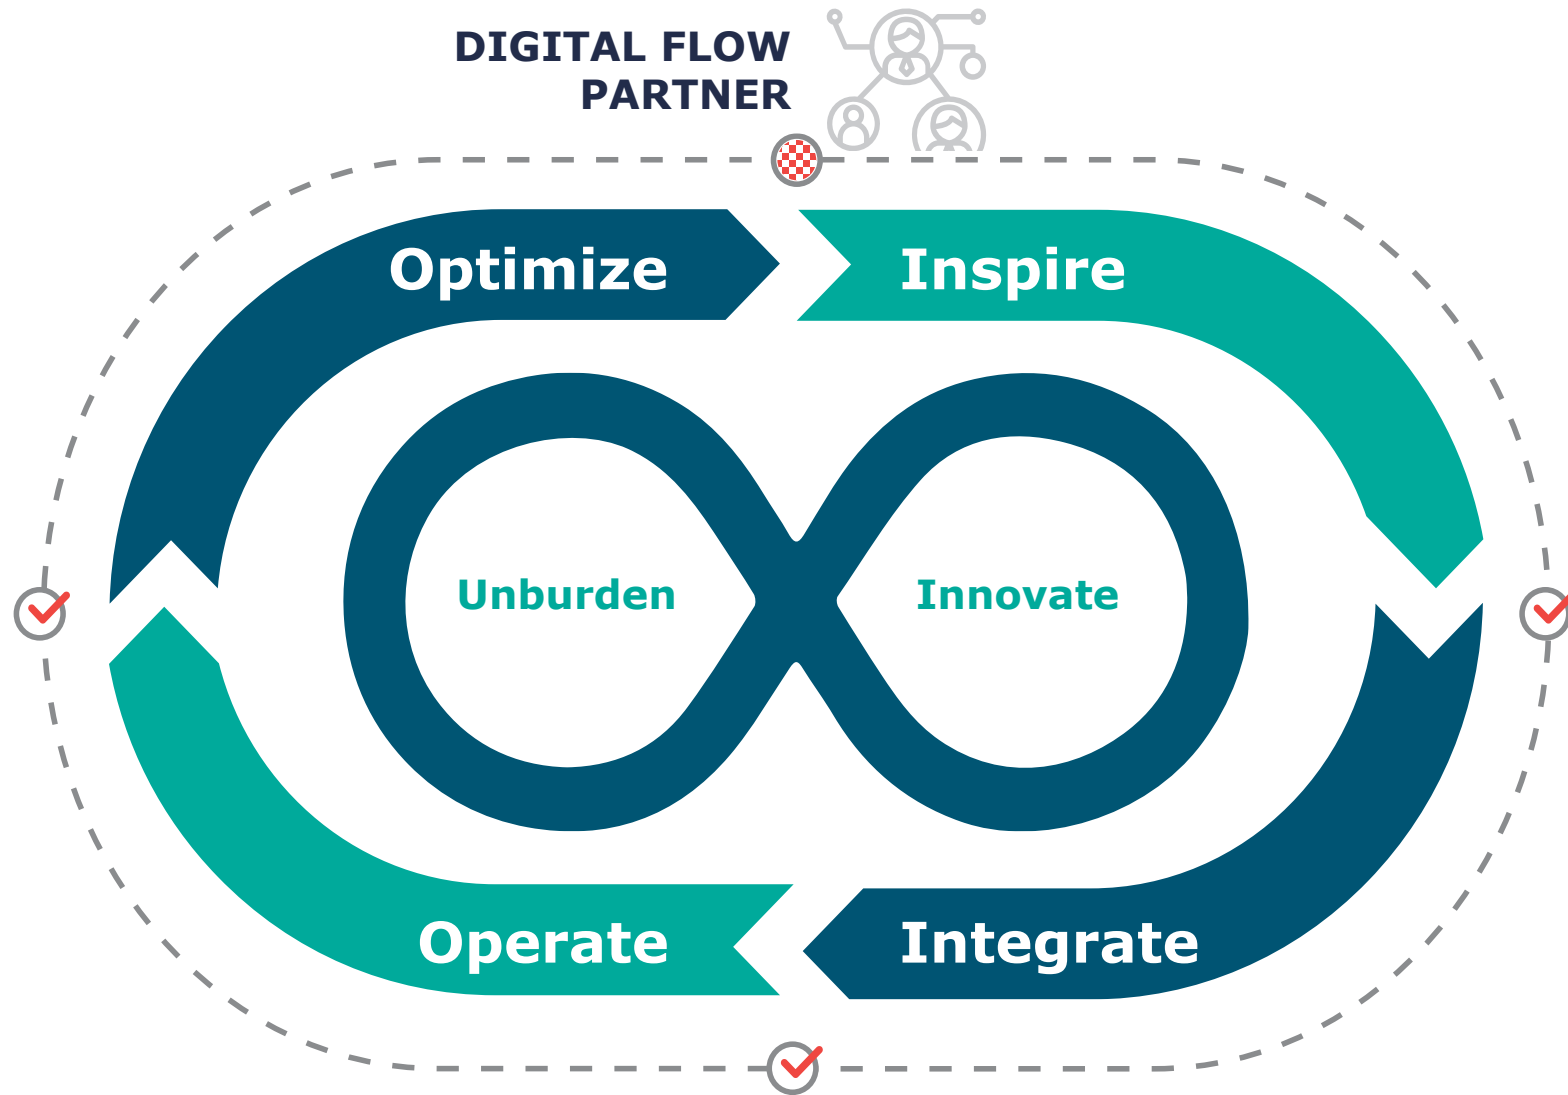 DIGITAL FLOW
PARTNER
Optimize
Inspire
Unburden
Innovate
Operate
Integrate